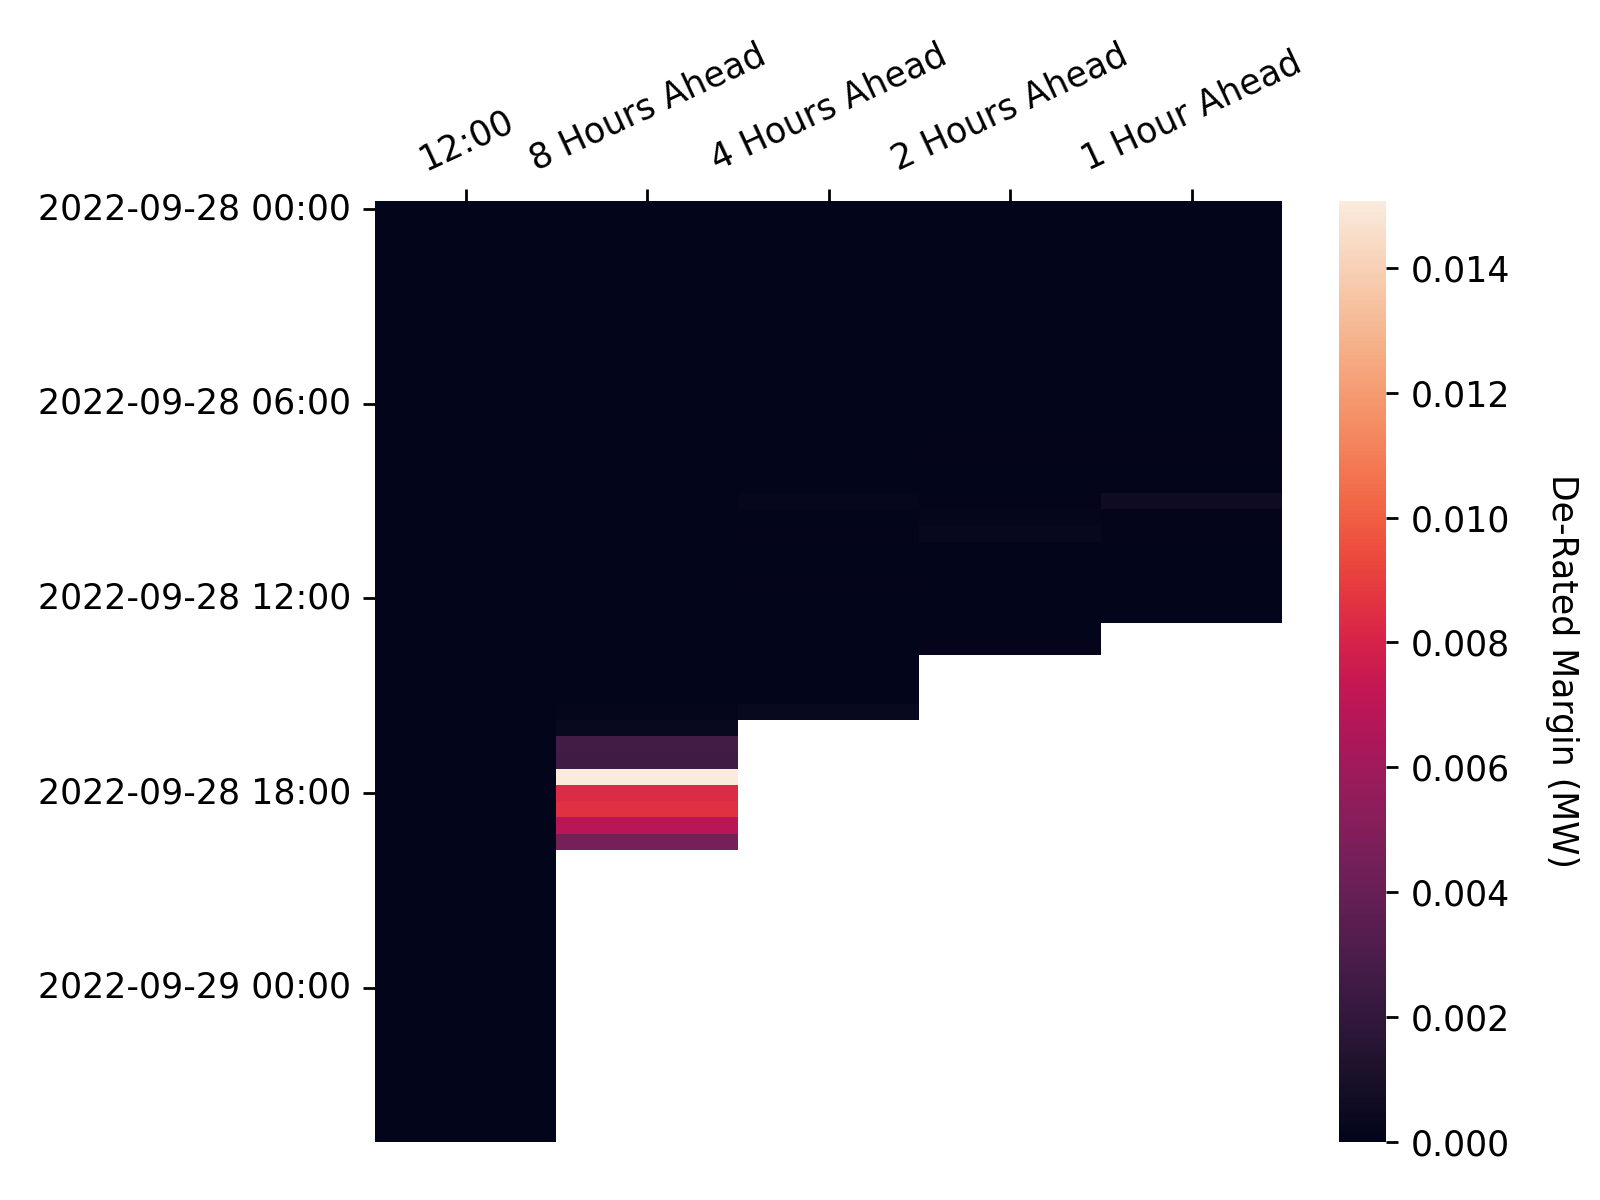 12:00
8 Hours Ahead
4 Hours Ahead
2 Hours Ahead
1 Hour Ahead
2022-09-28 00:00
2022-09-28 06:00
2022-09-28 12:00
2022-09-28 18:00
2022-09-29 00:00
0.014
0.012
0.010
0.008
0.006
0.004
0.002
0.000
De-Rated Margin (MW)